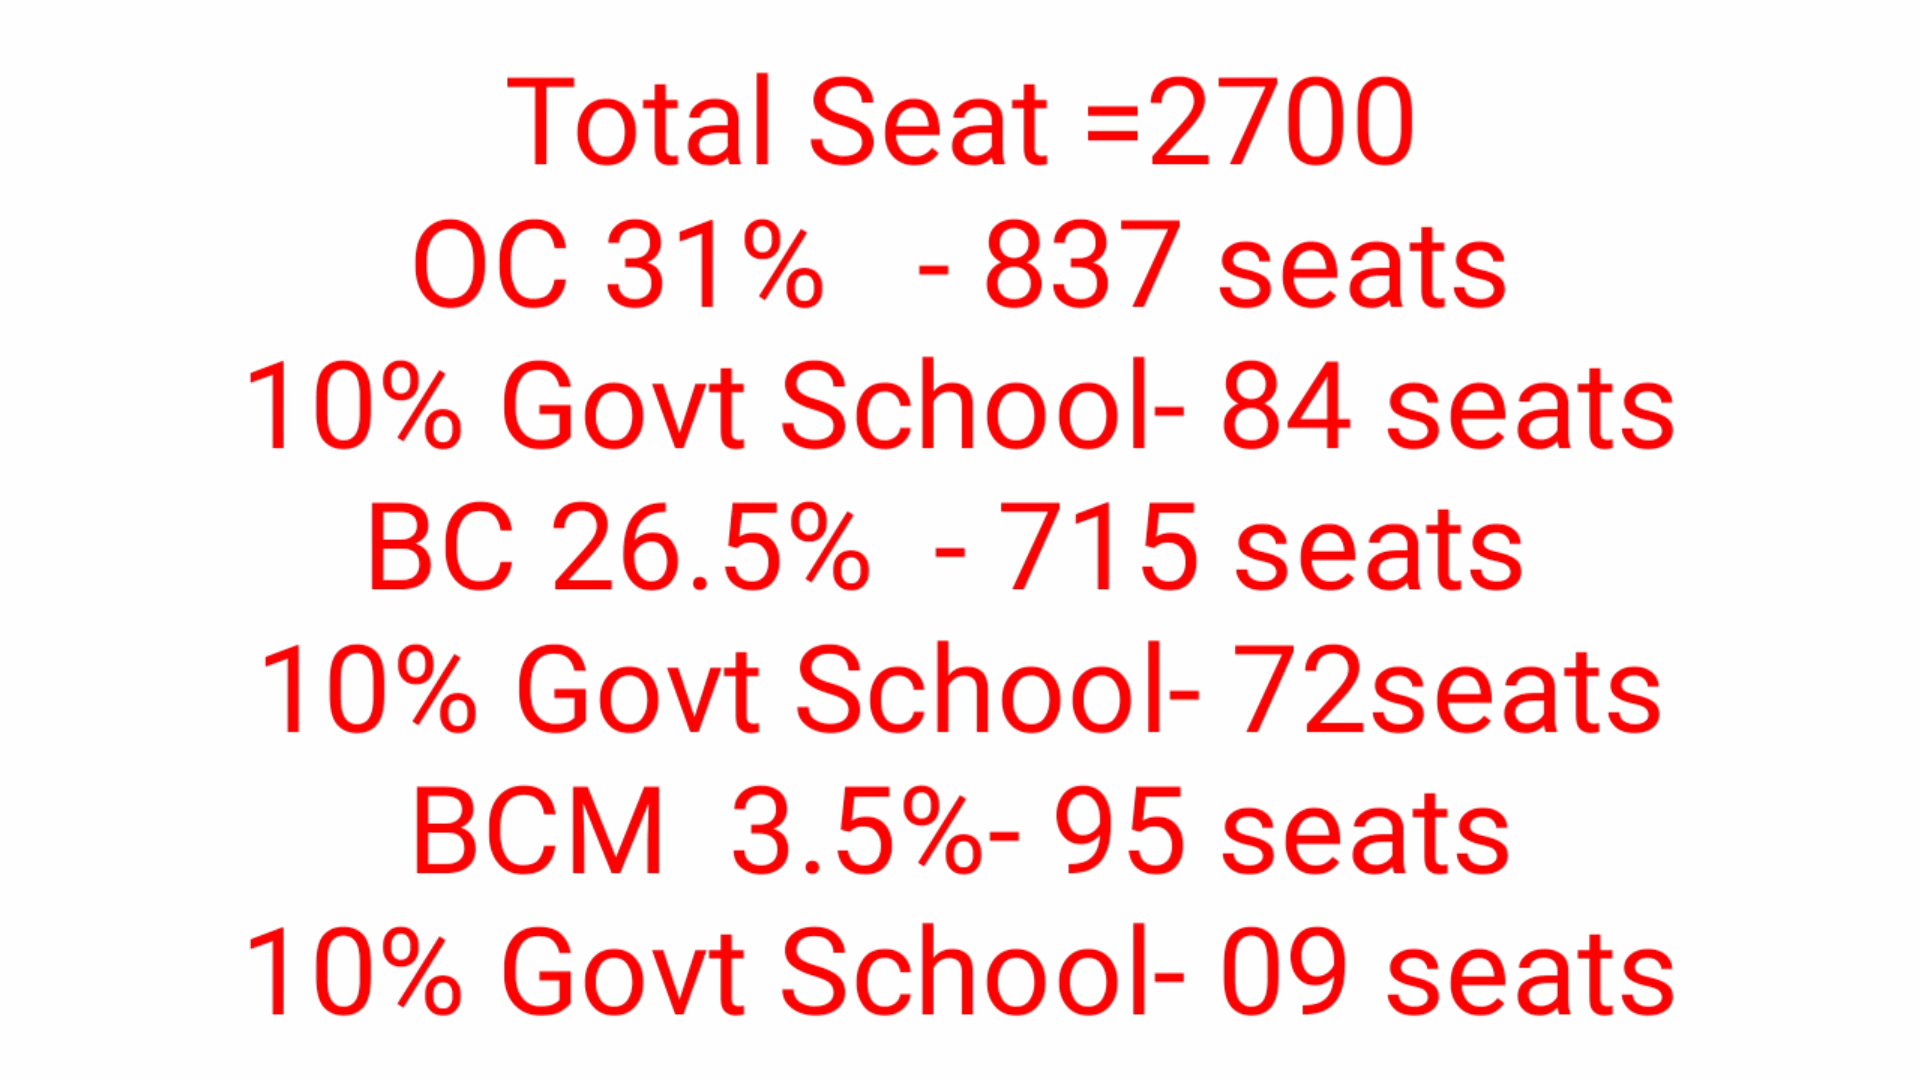 Total Seat =2700
OC 31%   - 837 seats
10% Govt School- 84 seats
BC 26.5%  - 715 seats
10% Govt School- 72seats
BCM  3.5%- 95 seats
10% Govt School- 09 seats